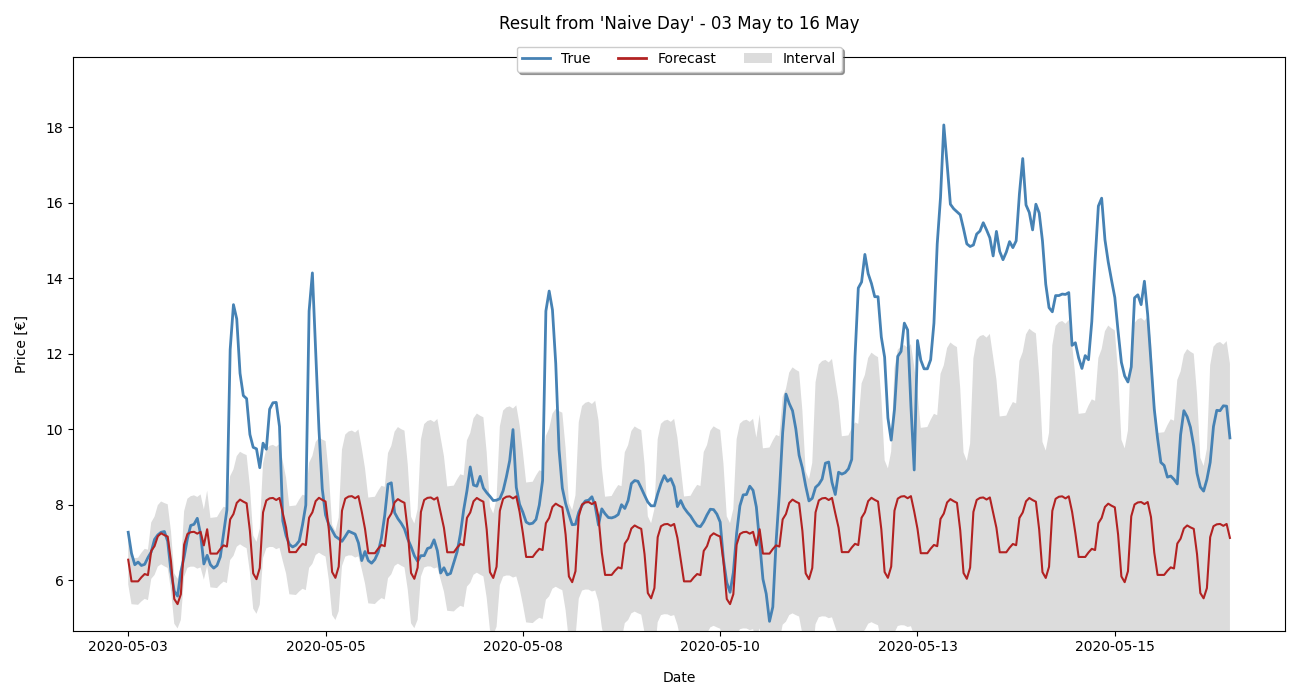 Result from 'Naive Day' - 03 May to 16 May
True
Forecast
Interval
Price [€]
18
16
14
12
10
8
6
2020-05-03
2020-05-05
2020-05-08
2020-05-10
2020-05-13
2020-05-15
Date